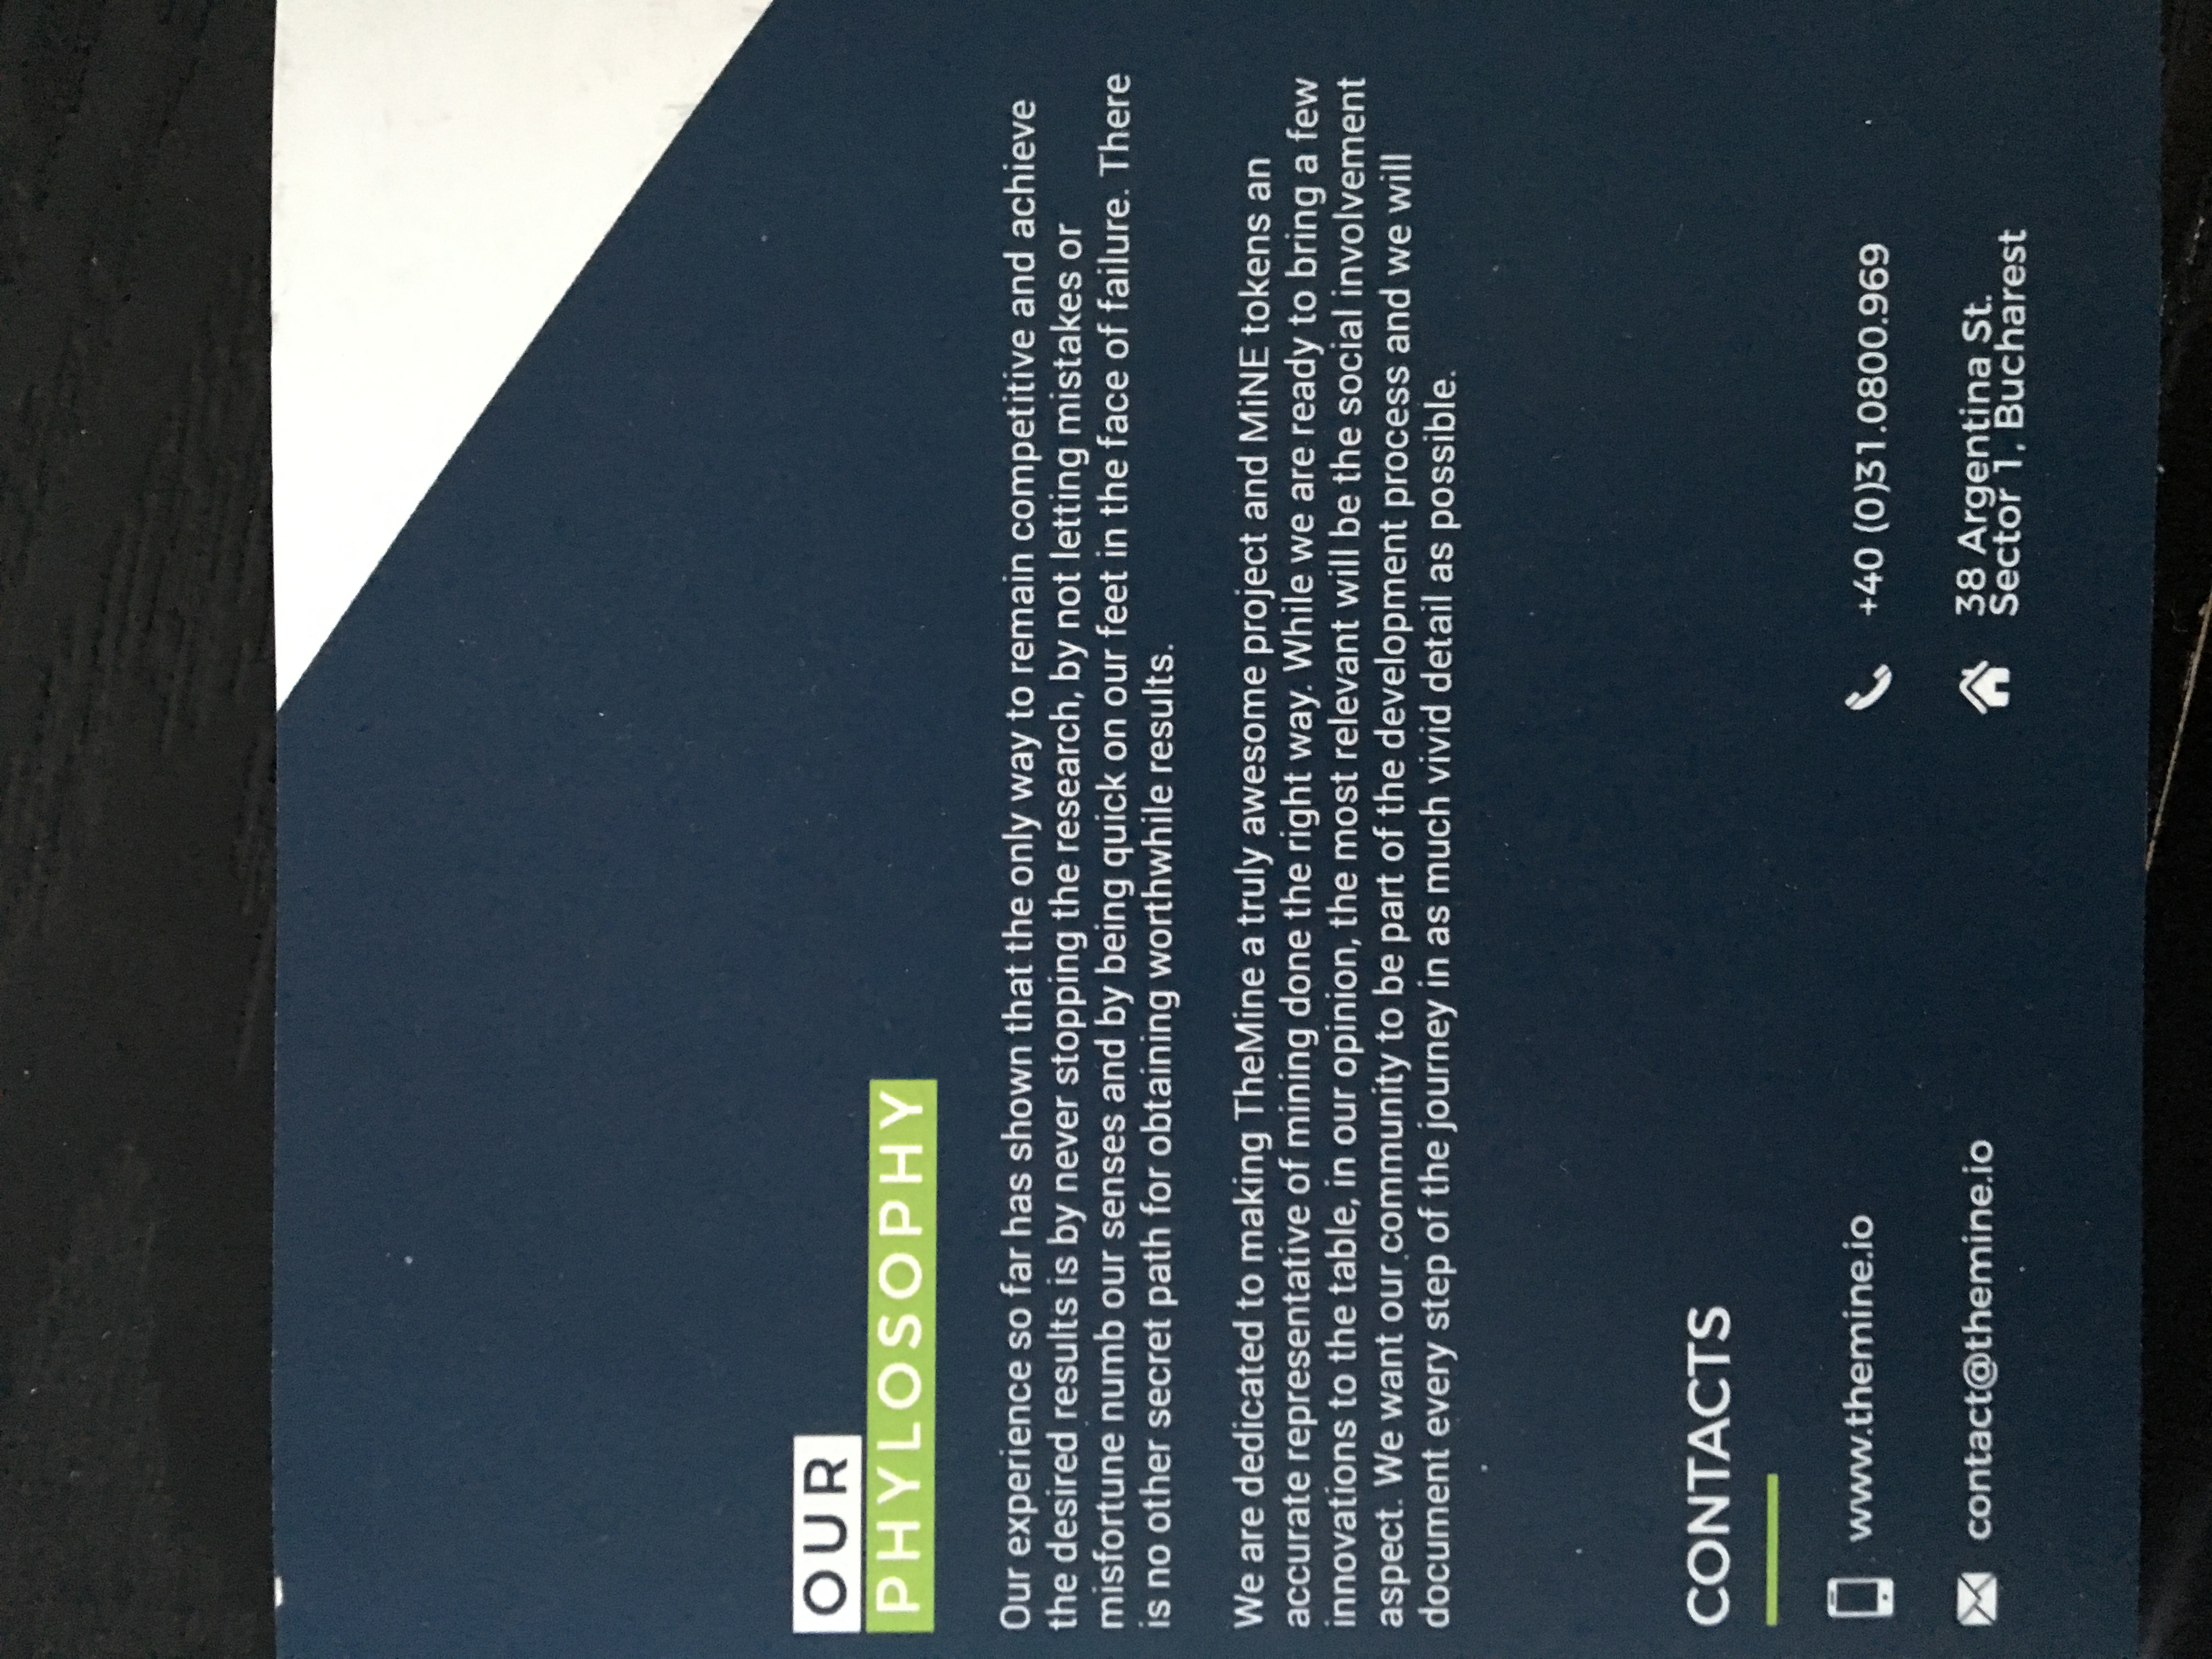 OUR
PHYLOSOPHY
Our experience so far has shown that the only way to remain competitive and achieve
the desired results is by never stopping the research, by not letting mistakes or
misfortune numb our senses and by being quick on our feet in the face of failure. There
is no other secret path for obtaining worthwhile results.
We are dedicated to making TheMine a truly awesome project and MiNE tokens an
accurate representative of mining done the right way. While we are ready to bring a few
innovations to the table, in our opinion, the most relevant will be the social involvement
aspect. We want our community to be part of the development process and we will
document every step of the journey in as much vivid detail as possible.
CONTACTS
www.themine.io
+40 (0)31.0800.969
contact@themine.io
38 Argentina St.
Sector 1, Bucharest